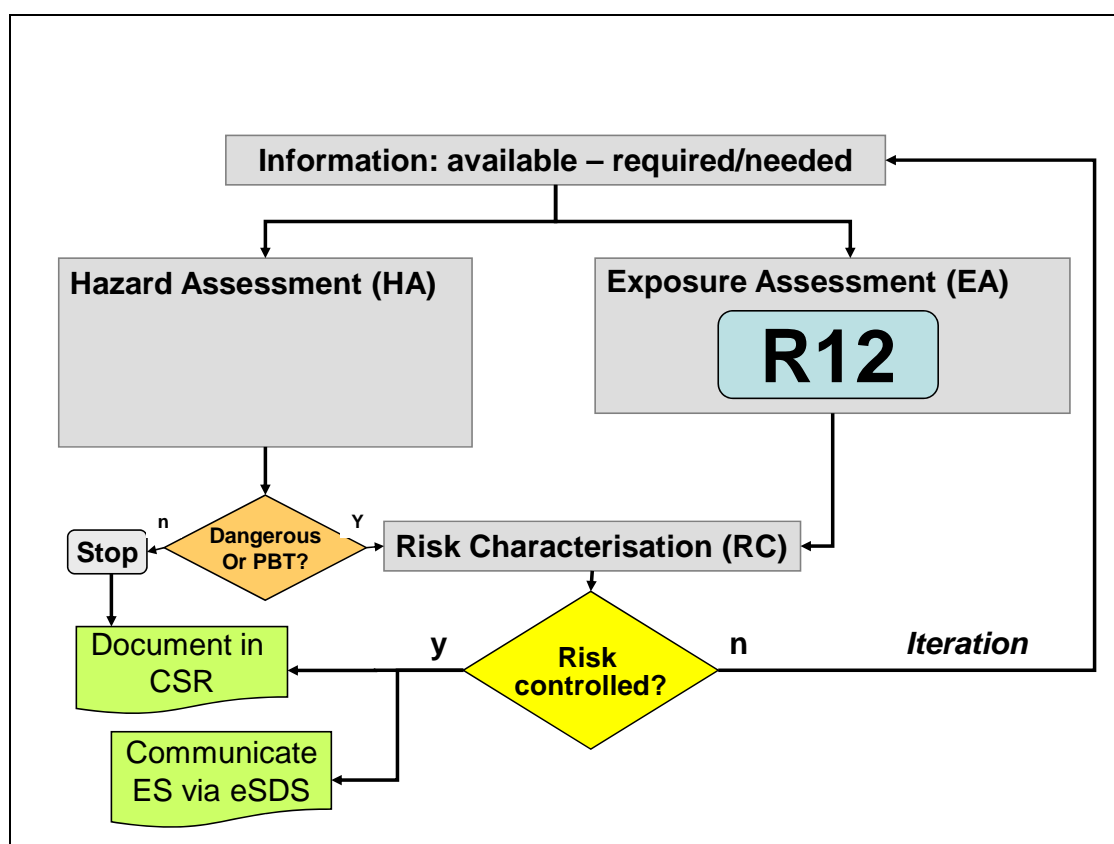 Information: available – required/needed
Hazard Assessment (HA)
Exposure Assessment (EA)
R12
n
Y
Stop
Dangerous
Or PBT?
Risk Characterisation (RC)
Document in
CSR
y
Risk
controlled?
n
Iteration
Communicate
ES via eSDS